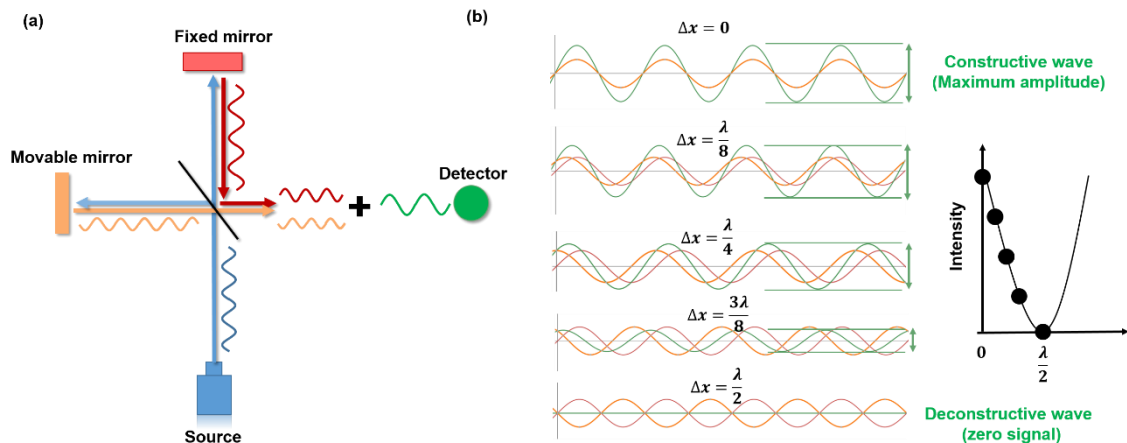 (a)
Fixed mirror
Movable mirror
Detector
+
Source
(b)
Δx = 0
Constructive wave
(Maximum amplitude)
Δx = λ/8
Δx = λ/4
Δx = 3λ/8
Δx = λ/2
Intensity
0
λ/2
Deconstructive wave
(zero signal)